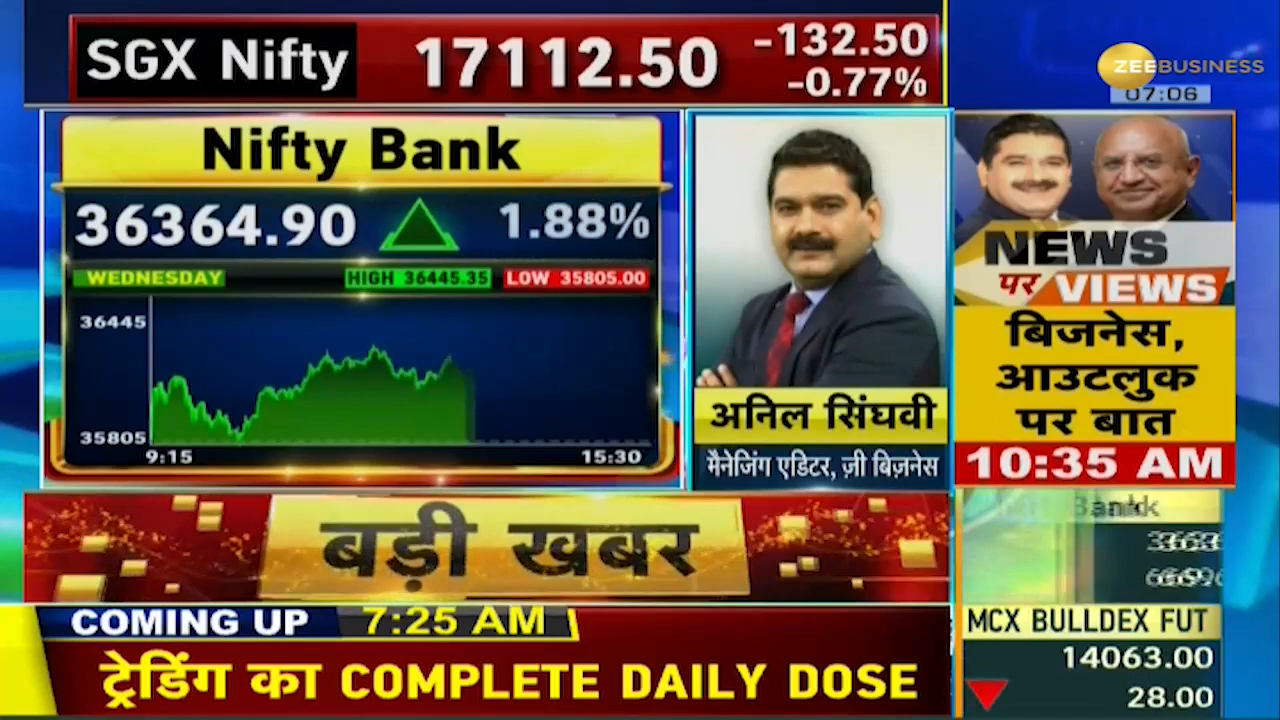 SGX Nifty 17112.50 -132.50
-0.77%
ZEEBUSINESS
07:06
Nifty Bank
36364.90 1.88%
WEDNESDAY HIGH 36445.35 LOW 35805.00
36445
35805
9:15 15:30
अनिल सिंघवी
मैनेजिंग एडिटर, ज़ी बिज़नेस
NEWS
पर VIEWS
बिजनेस,
आउटलुक
पर बात
10:35 AM
बड़ी खबर
COMING UP 7:25 AM
ट्रेडिंग का COMPLETE DAILY DOSE
MCX BULLDEX FUT
14063.00
28.00